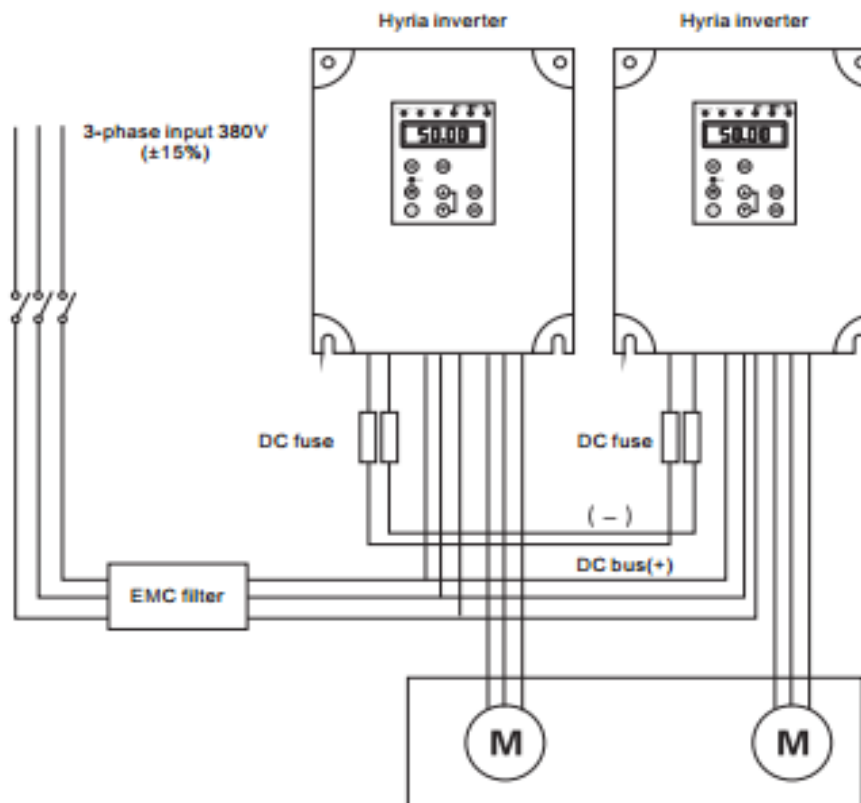 Hyria inverter
Hyria inverter
3-phase input 380V
(±15%)
50.00
50.00
DC fuse
DC fuse
( – )
DC bus(+)
EMC filter
M
M